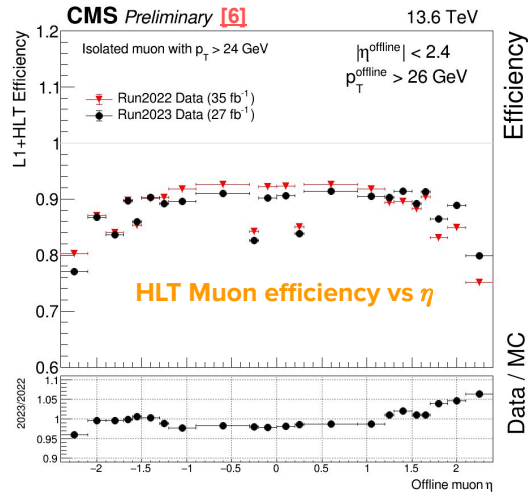 CMS Preliminary [6] 13.6 TeV
L1+HLT Efficiency
1.2
1.1
1
0.9
0.8
0.7
0.6
Isolated muon with pT > 24 GeV
|η^offline| < 2.4
pT^offline > 26 GeV
Run2022 Data (35 fb⁻¹)
Run2023 Data (27 fb⁻¹)
HLT Muon efficiency vs η
Efficiency
2023/2022
1.1
1.05
1
0.95
0.9
−2 −1.5 −1 −0.5 0 0.5 1 1.5 2
Offline muon η
Data / MC